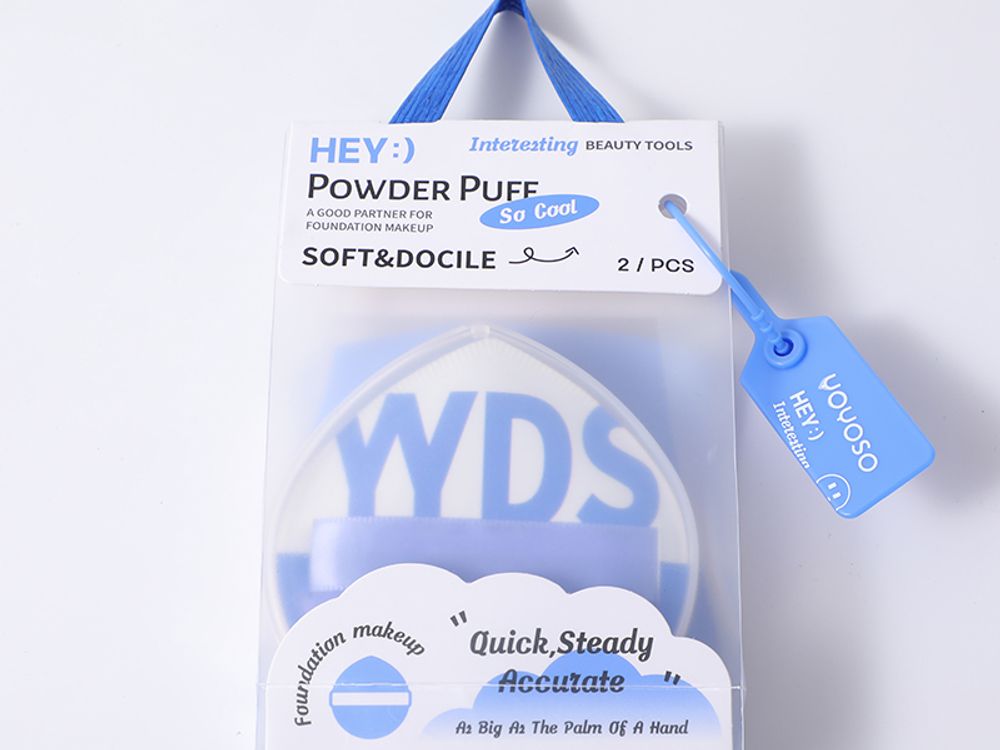 HEY:)
Interesting BEAUTY TOOLS
POWDER PUFF
So Cool
A GOOD PARTNER FOR
FOUNDATION MAKEUP
SOFT&DOCILE
2 / PCS
YOYOSO
HEY:)
Interesting
YYDS
Foundation makeup
"Quick,Steady
Accurate"
As Big As The Palm Of A Hand